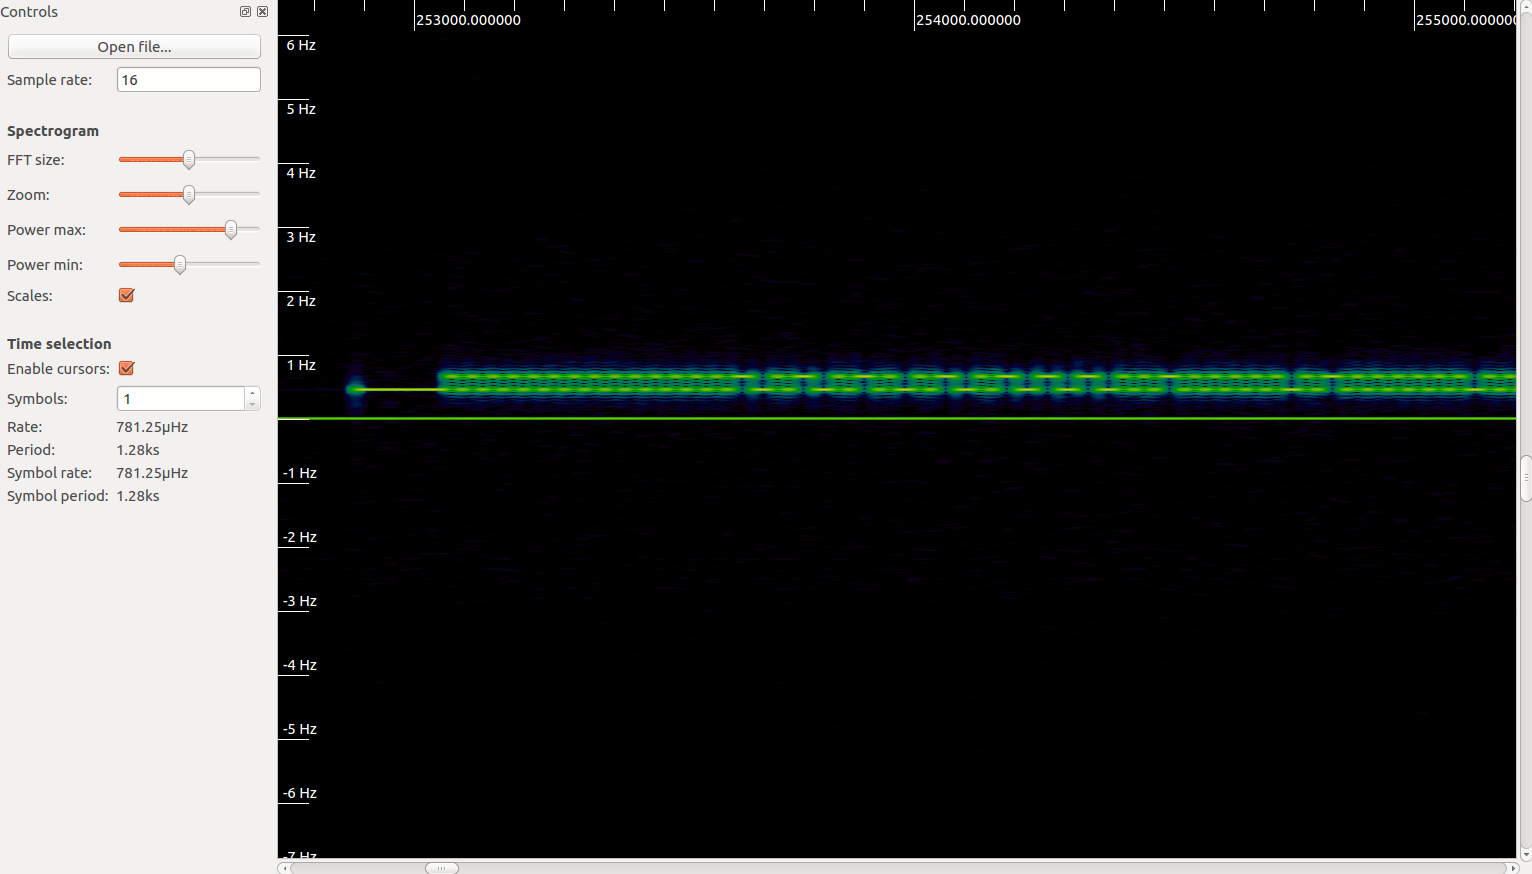 Controls
Open file...
Sample rate: 16
Spectrogram
FFT size:
Zoom:
Power max:
Power min:
Scales:
Time selection
Enable cursors:
Symbols: 1
Rate: 781.25µHz
Period: 1.28ks
Symbol rate: 781.25µHz
Symbol period: 1.28ks
253000.000000 254000.000000 255000.000000
6 Hz
5 Hz
4 Hz
3 Hz
2 Hz
1 Hz
-1 Hz
-2 Hz
-3 Hz
-4 Hz
-5 Hz
-6 Hz
-7 Hz